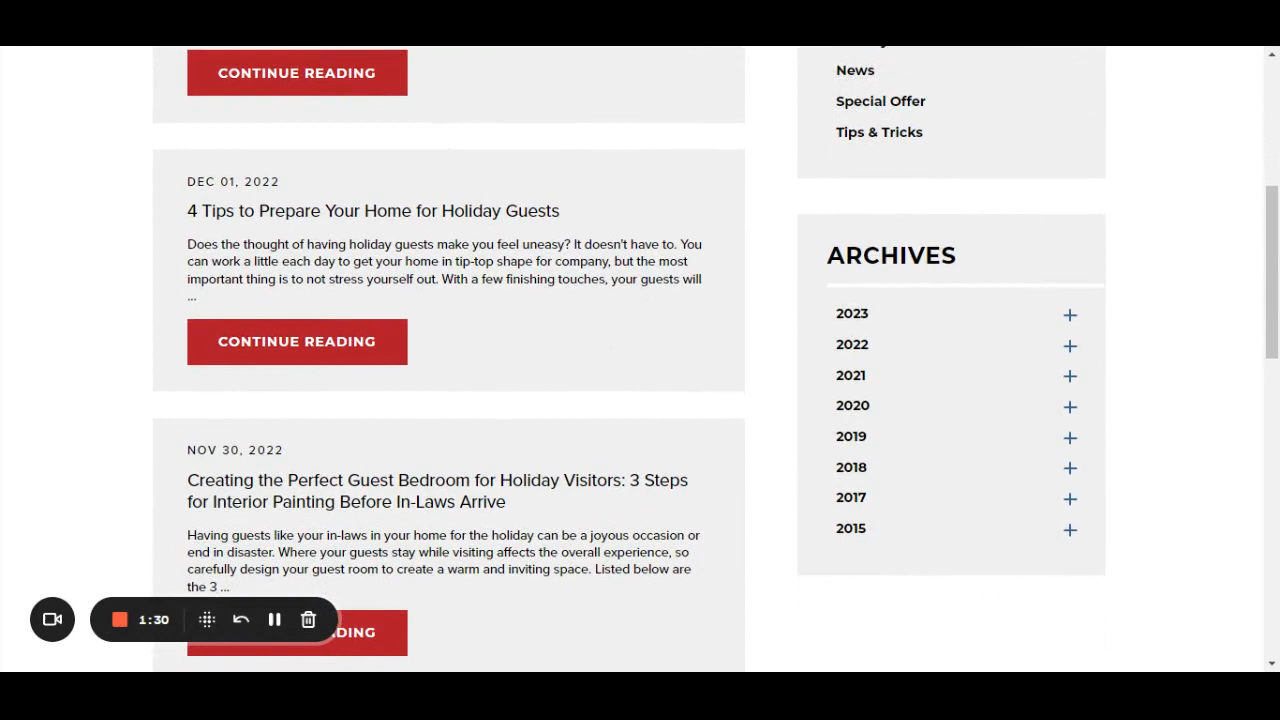 CONTINUE READING
DEC 01, 2022
4 Tips to Prepare Your Home for Holiday Guests
Does the thought of having holiday guests make you feel uneasy? It doesn't have to. You
can work a little each day to get your home in tip-top shape for company, but the most
important thing is to not stress yourself out. With a few finishing touches, your guests will
...
CONTINUE READING
NOV 30, 2022
Creating the Perfect Guest Bedroom for Holiday Visitors: 3 Steps
for Interior Painting Before In-Laws Arrive
Having guests like your in-laws in your home for the holiday can be a joyous occasion or
end in disaster. Where your guests stay while visiting affects the overall experience, so
carefully design your guest room to create a warm and inviting space. Listed below are
the 3 ...
DING
1:30
News
Special Offer
Tips & Tricks
ARCHIVES
2023
2022
2021
2020
2019
2018
2017
2015